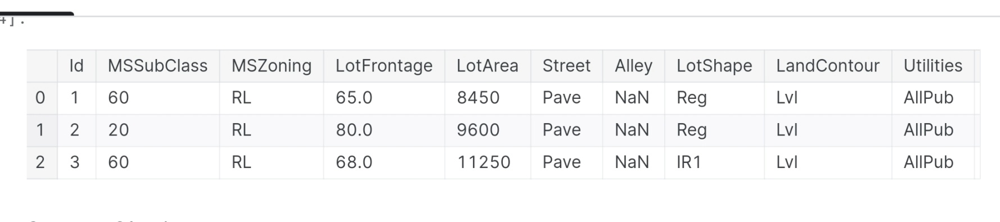 Id MSSubClass MSZoning LotFrontage LotArea Street Alley LotShape LandContour Utilities
0 1 60 RL 65.0 8450 Pave NaN Reg Lvl AllPub
1 2 20 RL 80.0 9600 Pave NaN Reg Lvl AllPub
2 3 60 RL 68.0 11250 Pave NaN IR1 Lvl AllPub